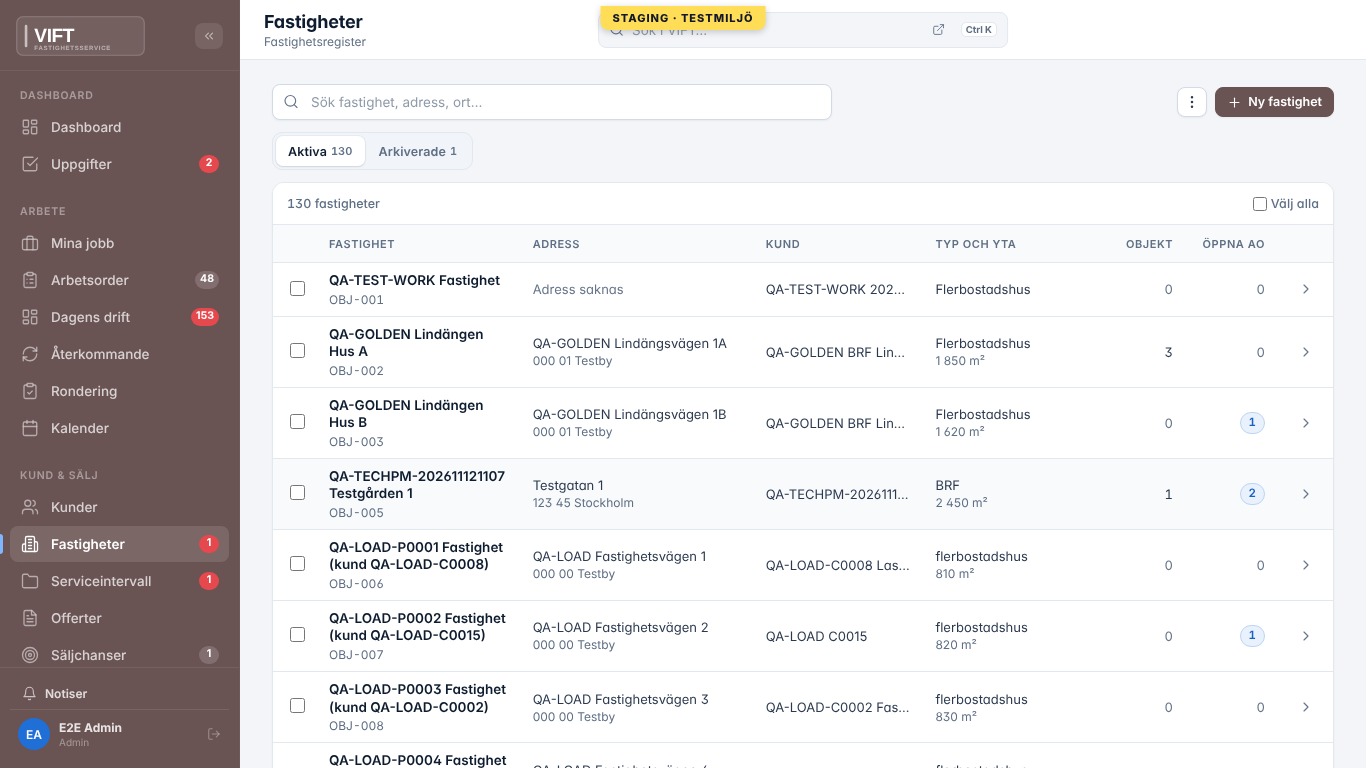 VIFT
FASTIGHETSSERVICE
DASHBOARD
Dashboard
Uppgifter 2
ARBETE
Mina jobb
Arbetsorder 48
Dagens drift 153
Återkommande
Rondering
Kalender
KUND & SÄLJ
Kunder
Fastigheter 1
Serviceintervall 1
Offerter
Säljchanser 1
Notiser
EA
E2E Admin
Admin
Fastigheter
Fastighetsregister
STAGING · TESTMILJÖ
Sök i VIFT...
Ctrl K
Sök fastighet, adress, ort...
Ny fastighet
Aktiva 130
Arkiverade 1
130 fastigheter
Välj alla
FASTIGHET ADRESS KUND TYP OCH YTA OBJEKT ÖPPNA AO
QA-TEST-WORK Fastighet
OBJ-001
Adress saknas
QA-TEST-WORK 202...
Flerbostadshus
0
0
QA-GOLDEN Lindängen
Hus A
OBJ-002
QA-GOLDEN Lindängsvägen 1A
000 01 Testby
QA-GOLDEN BRF Lin...
Flerbostadshus
1 850 m²
3
0
QA-GOLDEN Lindängen
Hus B
OBJ-003
QA-GOLDEN Lindängsvägen 1B
000 01 Testby
QA-GOLDEN BRF Lin...
Flerbostadshus
1 620 m²
0
1
QA-TECHPM-202611121107
Testgården 1
OBJ-005
Testgatan 1
123 45 Stockholm
QA-TECHPM-202611...
BRF
2 450 m²
1
2
QA-LOAD-P0001 Fastighet
(kund QA-LOAD-C0008)
OBJ-006
QA-LOAD Fastighetsvägen 1
000 00 Testby
QA-LOAD-C0008 Las...
flerbostadshus
810 m²
0
0
QA-LOAD-P0002 Fastighet
(kund QA-LOAD-C0015)
OBJ-007
QA-LOAD Fastighetsvägen 2
000 00 Testby
QA-LOAD C0015
flerbostadshus
820 m²
0
1
QA-LOAD-P0003 Fastighet
(kund QA-LOAD-C0002)
OBJ-008
QA-LOAD Fastighetsvägen 3
000 00 Testby
QA-LOAD-C0002 Fas...
flerbostadshus
830 m²
0
0
QA-LOAD-P0004 Fastighet